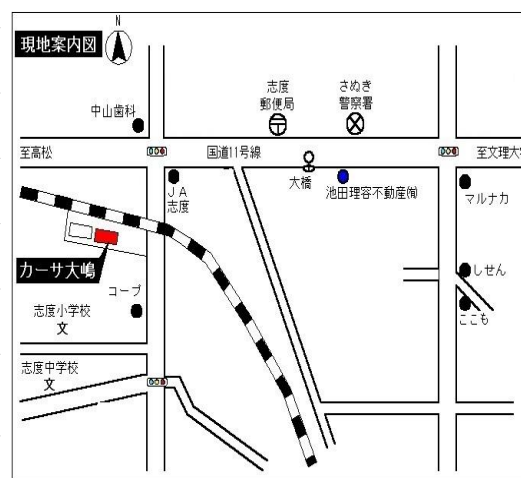 現地案内図
N
中山歯科
志度
郵便局
さぬき
警察署
至高松
国道11号線
大橋
至文理大
JA
志度
池田理容不動産㈱
マルナカ
カーサ大嶋
コープ
しせん
ここも
志度小学校
文
志度中学校
文